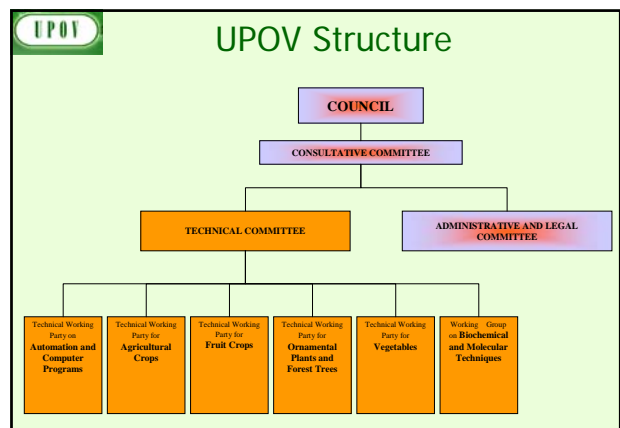 UPOV
UPOV Structure
COUNCIL
CONSULTATIVE COMMITTEE
TECHNICAL COMMITTEE
ADMINISTRATIVE AND LEGAL
COMMITTEE
Technical Working
Party on
Automation and
Computer
Programs
Technical Working
Party for
Agricultural
Crops
Technical Working
Party for
Fruit Crops
Technical Working
Party for
Ornamental
Plants and
Forest Trees
Technical Working
Party for
Vegetables
Working Group
on Biochemical
and Molecular
Techniques